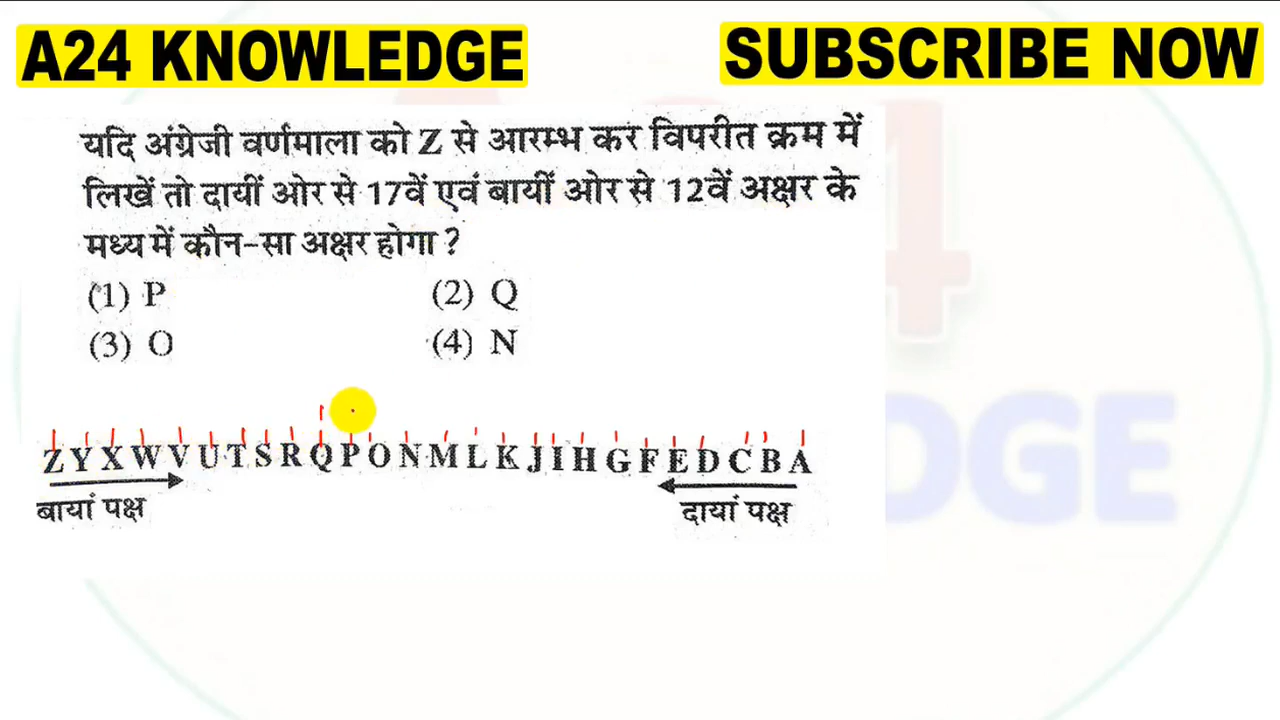 A24 KNOWLEDGE
SUBSCRIBE NOW
यदि अंग्रेजी वर्णमाला को Z से आरम्भ कर विपरीत क्रम में
लिखें तो दायीं ओर से 17वें एवं बायीं ओर से 12वें अक्षर के
मध्य में कौन-सा अक्षर होगा ?
(1) P (2) Q
(3) O (4) N
Z Y X W V U T S R Q P O N M L K J I H G F E D C B A
बायां पक्ष दायां पक्ष